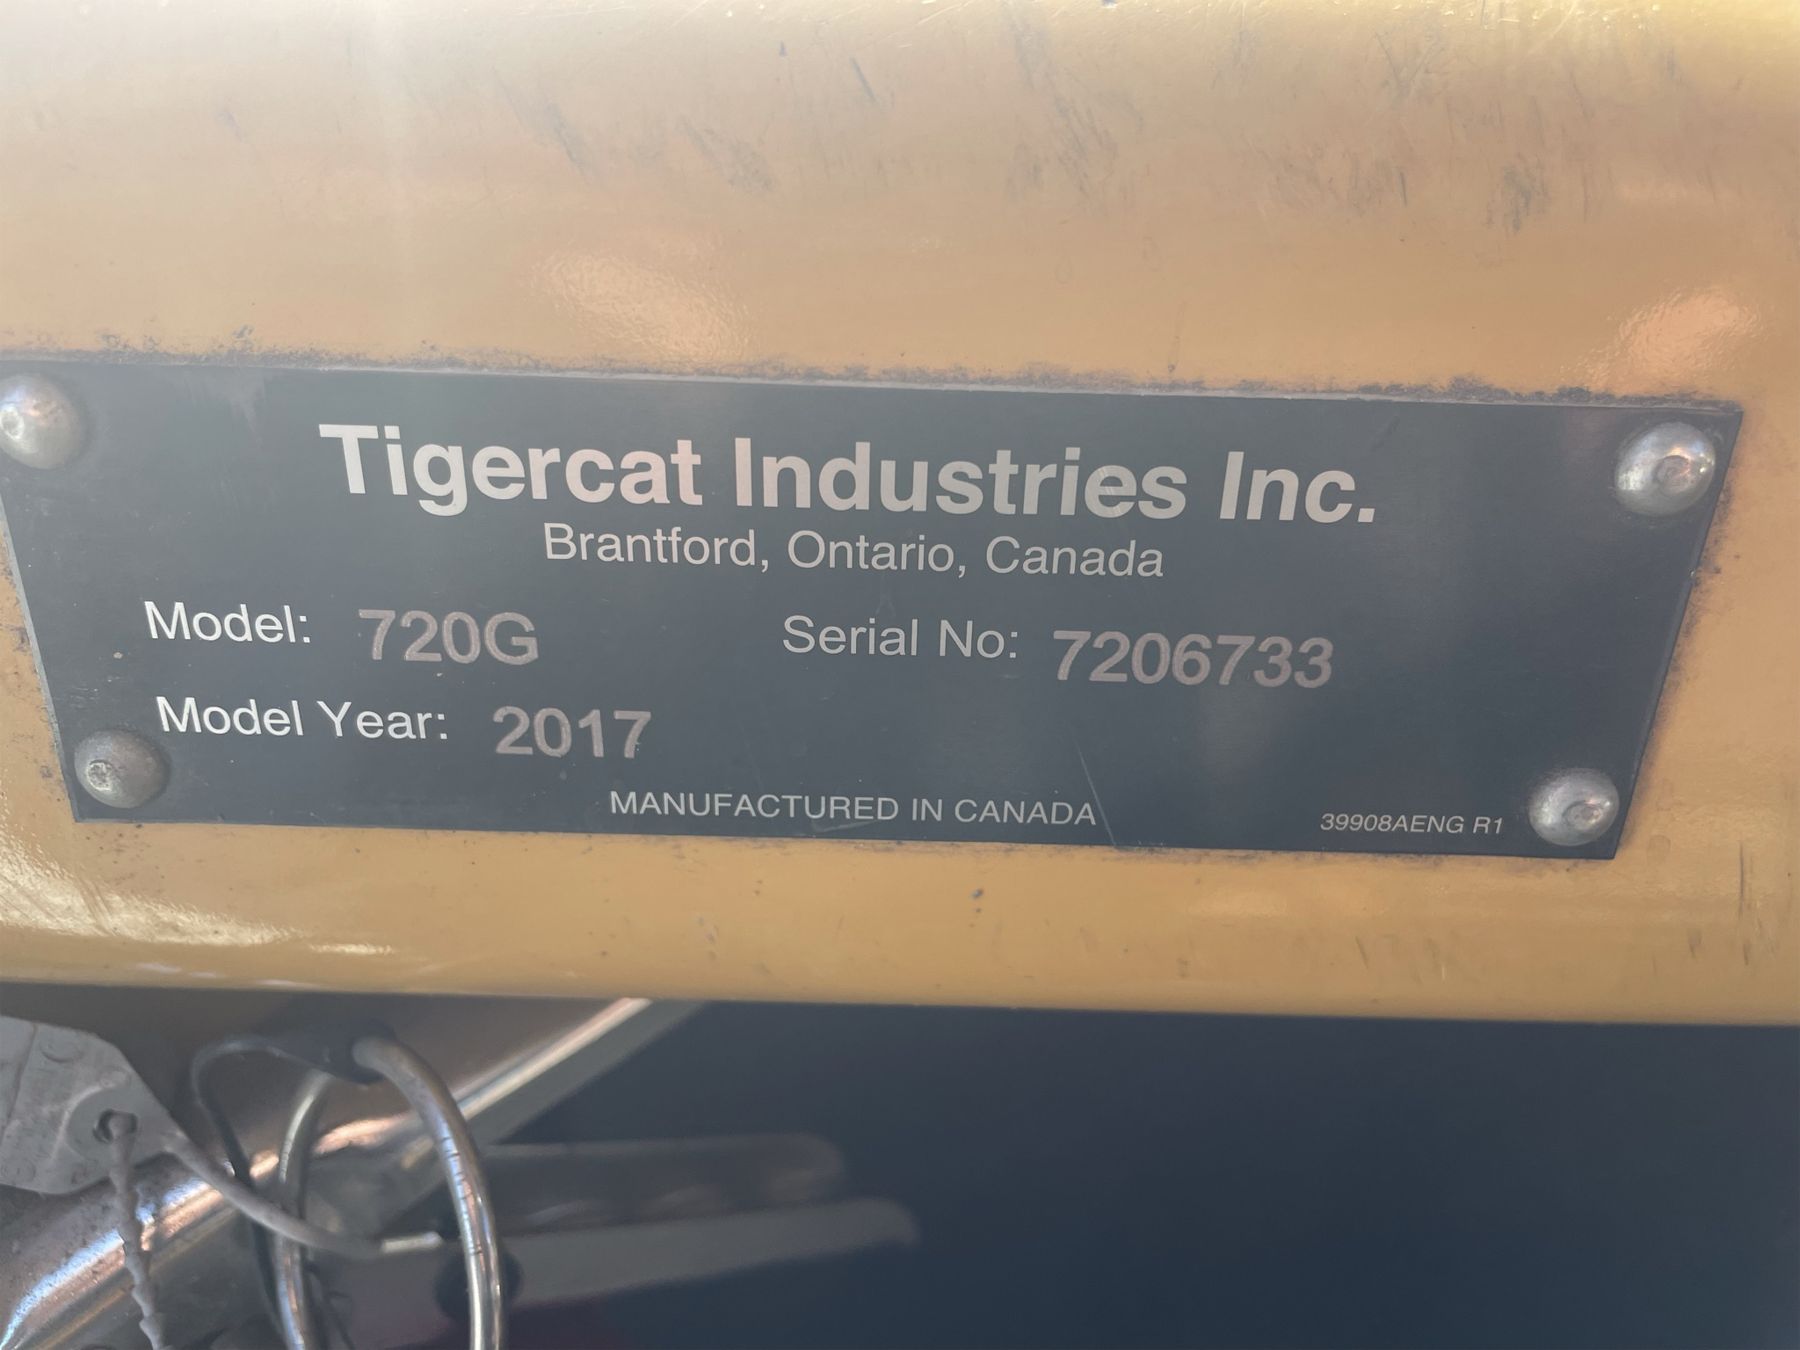 Tigercat Industries Inc.
Brantford, Ontario, Canada
Model: 720G Serial No: 7206733
Model Year: 2017
MANUFACTURED IN CANADA 39908AENG R1